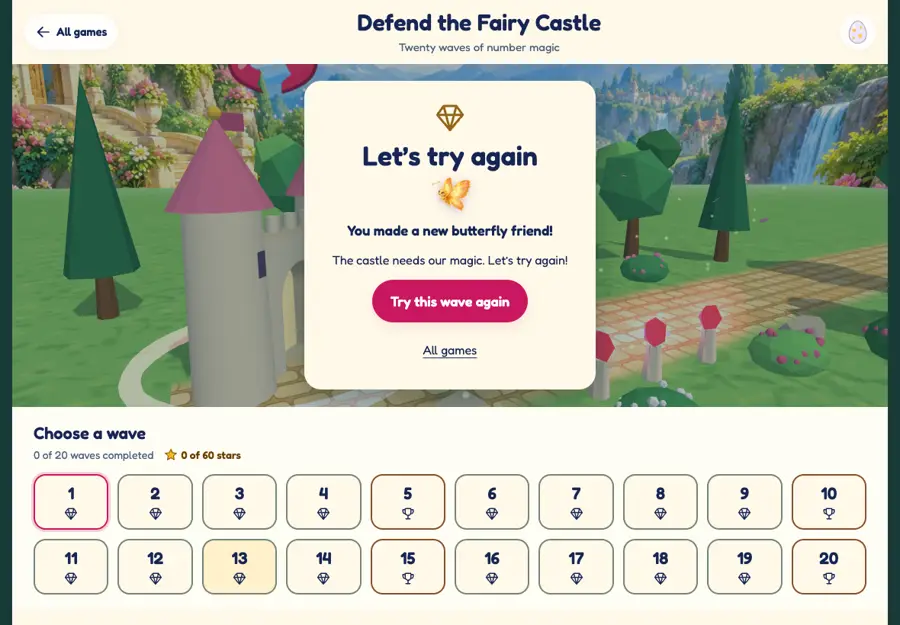 All games
Defend the Fairy Castle
Twenty waves of number magic
Let's try again
You made a new butterfly friend!
The castle needs our magic. Let's try again!
Try this wave again
All games
Choose a wave
0 of 20 waves completed
0 of 60 stars
1 2 3 4 5 6 7 8 9 10
11 12 13 14 15 16 17 18 19 20